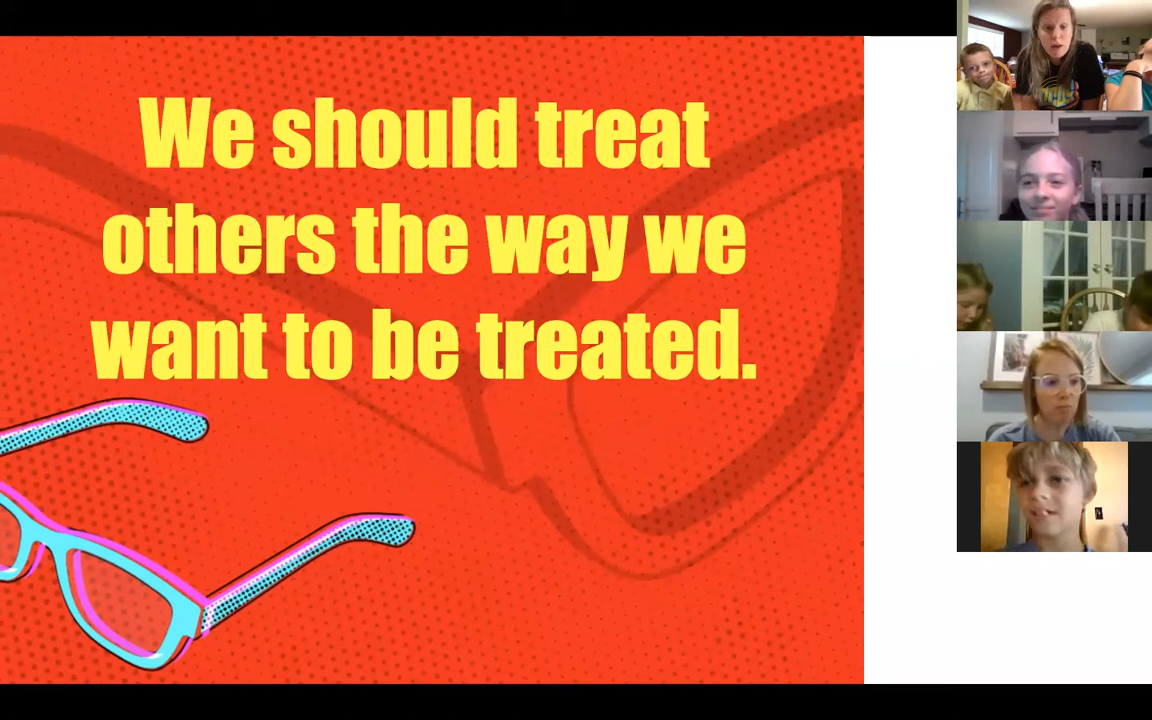 We should treat
others the way we
want to be treated.